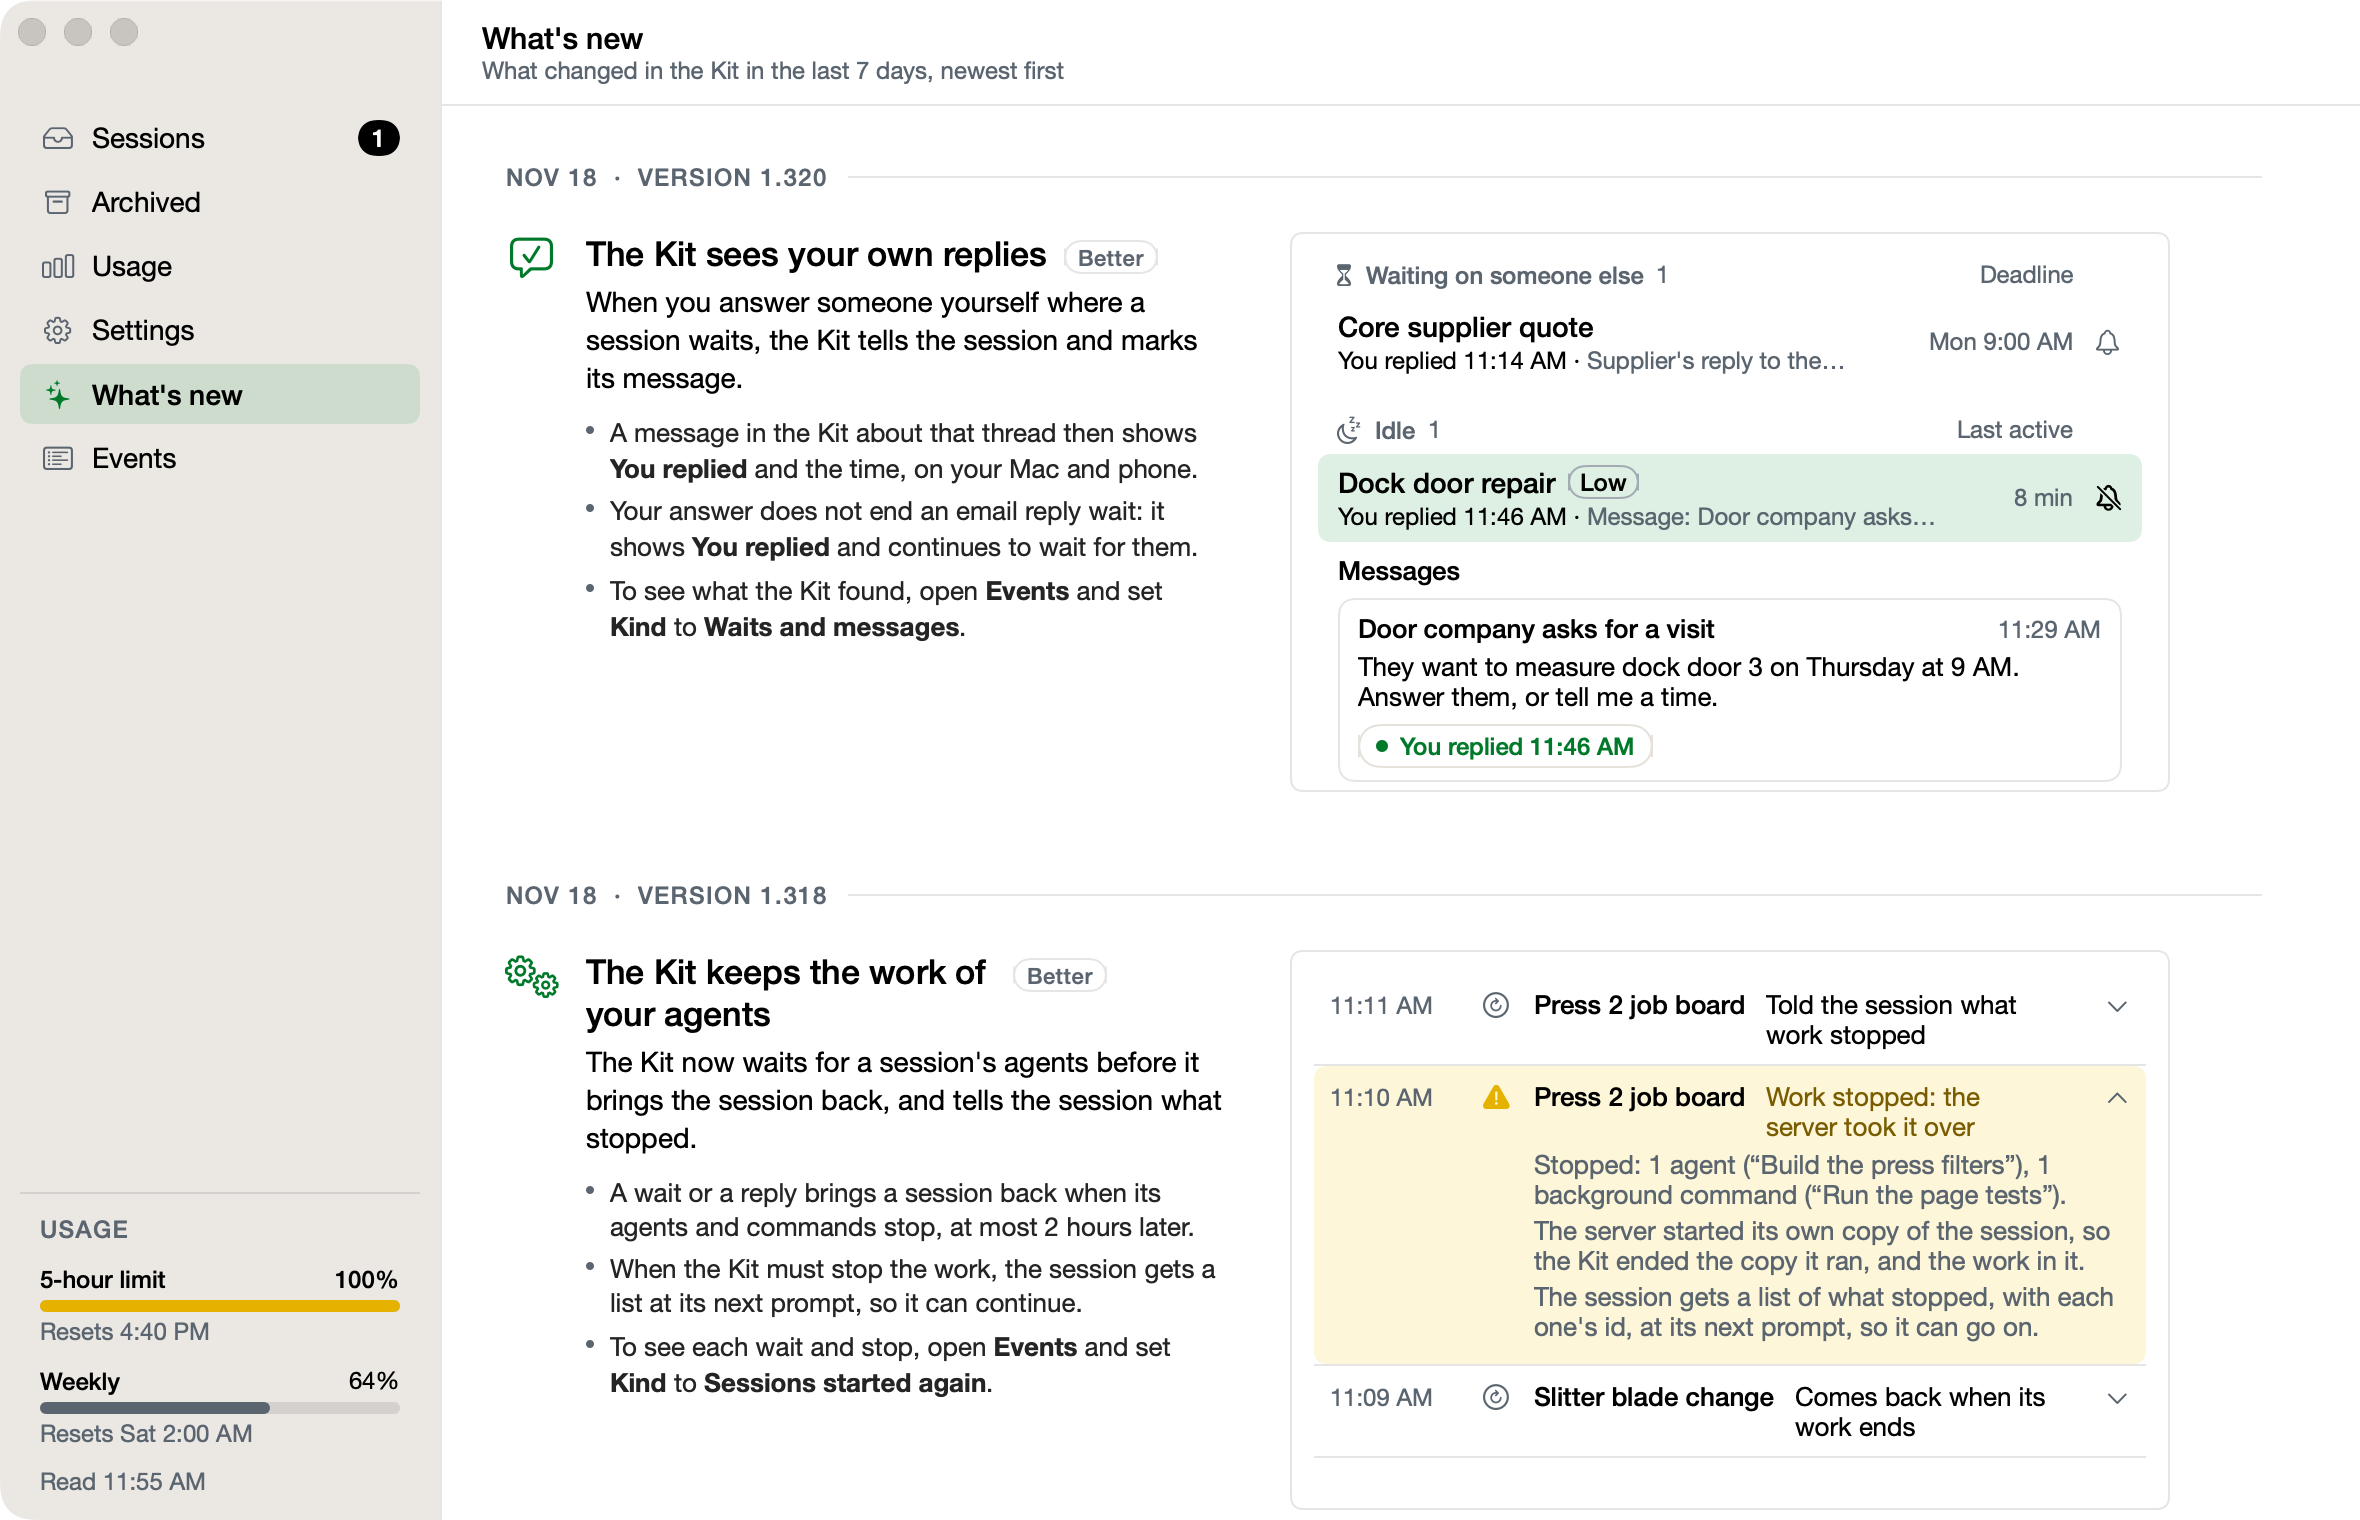 What's new
What changed in the Kit in the last 7 days, newest first
Sessions 1
Archived
Usage
Settings
What's new
Events
USAGE
5-hour limit 100%
Resets 4:40 PM
Weekly 64%
Resets Sat 2:00 AM
Read 11:55 AM
NOV 18 · VERSION 1.320
The Kit sees your own replies Better
When you answer someone yourself where a
session waits, the Kit tells the session and marks
its message.
• A message in the Kit about that thread then shows
You replied and the time, on your Mac and phone.
• Your answer does not end an email reply wait: it
shows You replied and continues to wait for them.
• To see what the Kit found, open Events and set
Kind to Waits and messages.
Waiting on someone else 1 Deadline
Core supplier quote
You replied 11:14 AM · Supplier's reply to the…
Mon 9:00 AM
Idle 1 Last active
Dock door repair Low
You replied 11:46 AM · Message: Door company asks…
8 min
Messages
Door company asks for a visit 11:29 AM
They want to measure dock door 3 on Thursday at 9 AM.
Answer them, or tell me a time.
You replied 11:46 AM
NOV 18 · VERSION 1.318
The Kit keeps the work of Better
your agents
The Kit now waits for a session's agents before it
brings the session back, and tells the session what
stopped.
• A wait or a reply brings a session back when its
agents and commands stop, at most 2 hours later.
• When the Kit must stop the work, the session gets a
list at its next prompt, so it can continue.
• To see each wait and stop, open Events and set
Kind to Sessions started again.
11:11 AM Press 2 job board Told the session what
work stopped
11:10 AM Press 2 job board Work stopped: the
server took it over
Stopped: 1 agent (“Build the press filters”), 1
background command (“Run the page tests”).
The server started its own copy of the session, so
the Kit ended the copy it ran, and the work in it.
The session gets a list of what stopped, with each
one's id, at its next prompt, so it can go on.
11:09 AM Slitter blade change Comes back when its
work ends